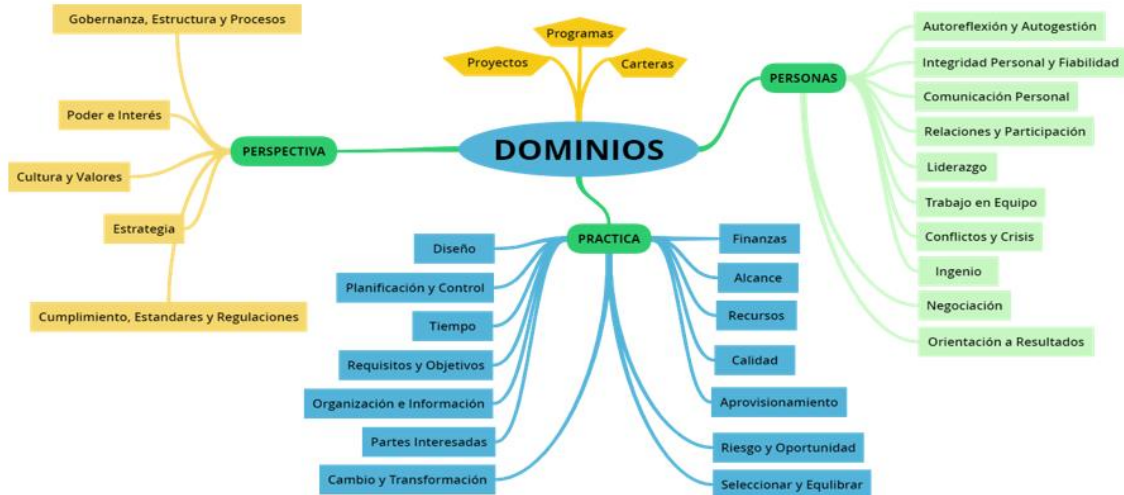 Gobernanza, Estructura y Procesos
Poder e Interés
Cultura y Valores
Estrategia
Cumplimiento, Estandares y Regulaciones
PERSPECTIVA
Proyectos
Programas
Carteras
DOMINIOS
PERSONAS
Autoreflexión y Autogestión
Integridad Personal y Fiabilidad
Comunicación Personal
Relaciones y Participación
Liderazgo
Trabajo en Equipo
Conflictos y Crisis
Ingenio
Negociación
Orientación a Resultados
PRACTICA
Diseño
Planificación y Control
Tiempo
Requisitos y Objetivos
Organización e Información
Partes Interesadas
Cambio y Transformación
Finanzas
Alcance
Recursos
Calidad
Aprovisionamiento
Riesgo y Oportunidad
Seleccionar y Equlibrar